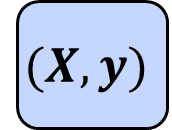 (X, y)